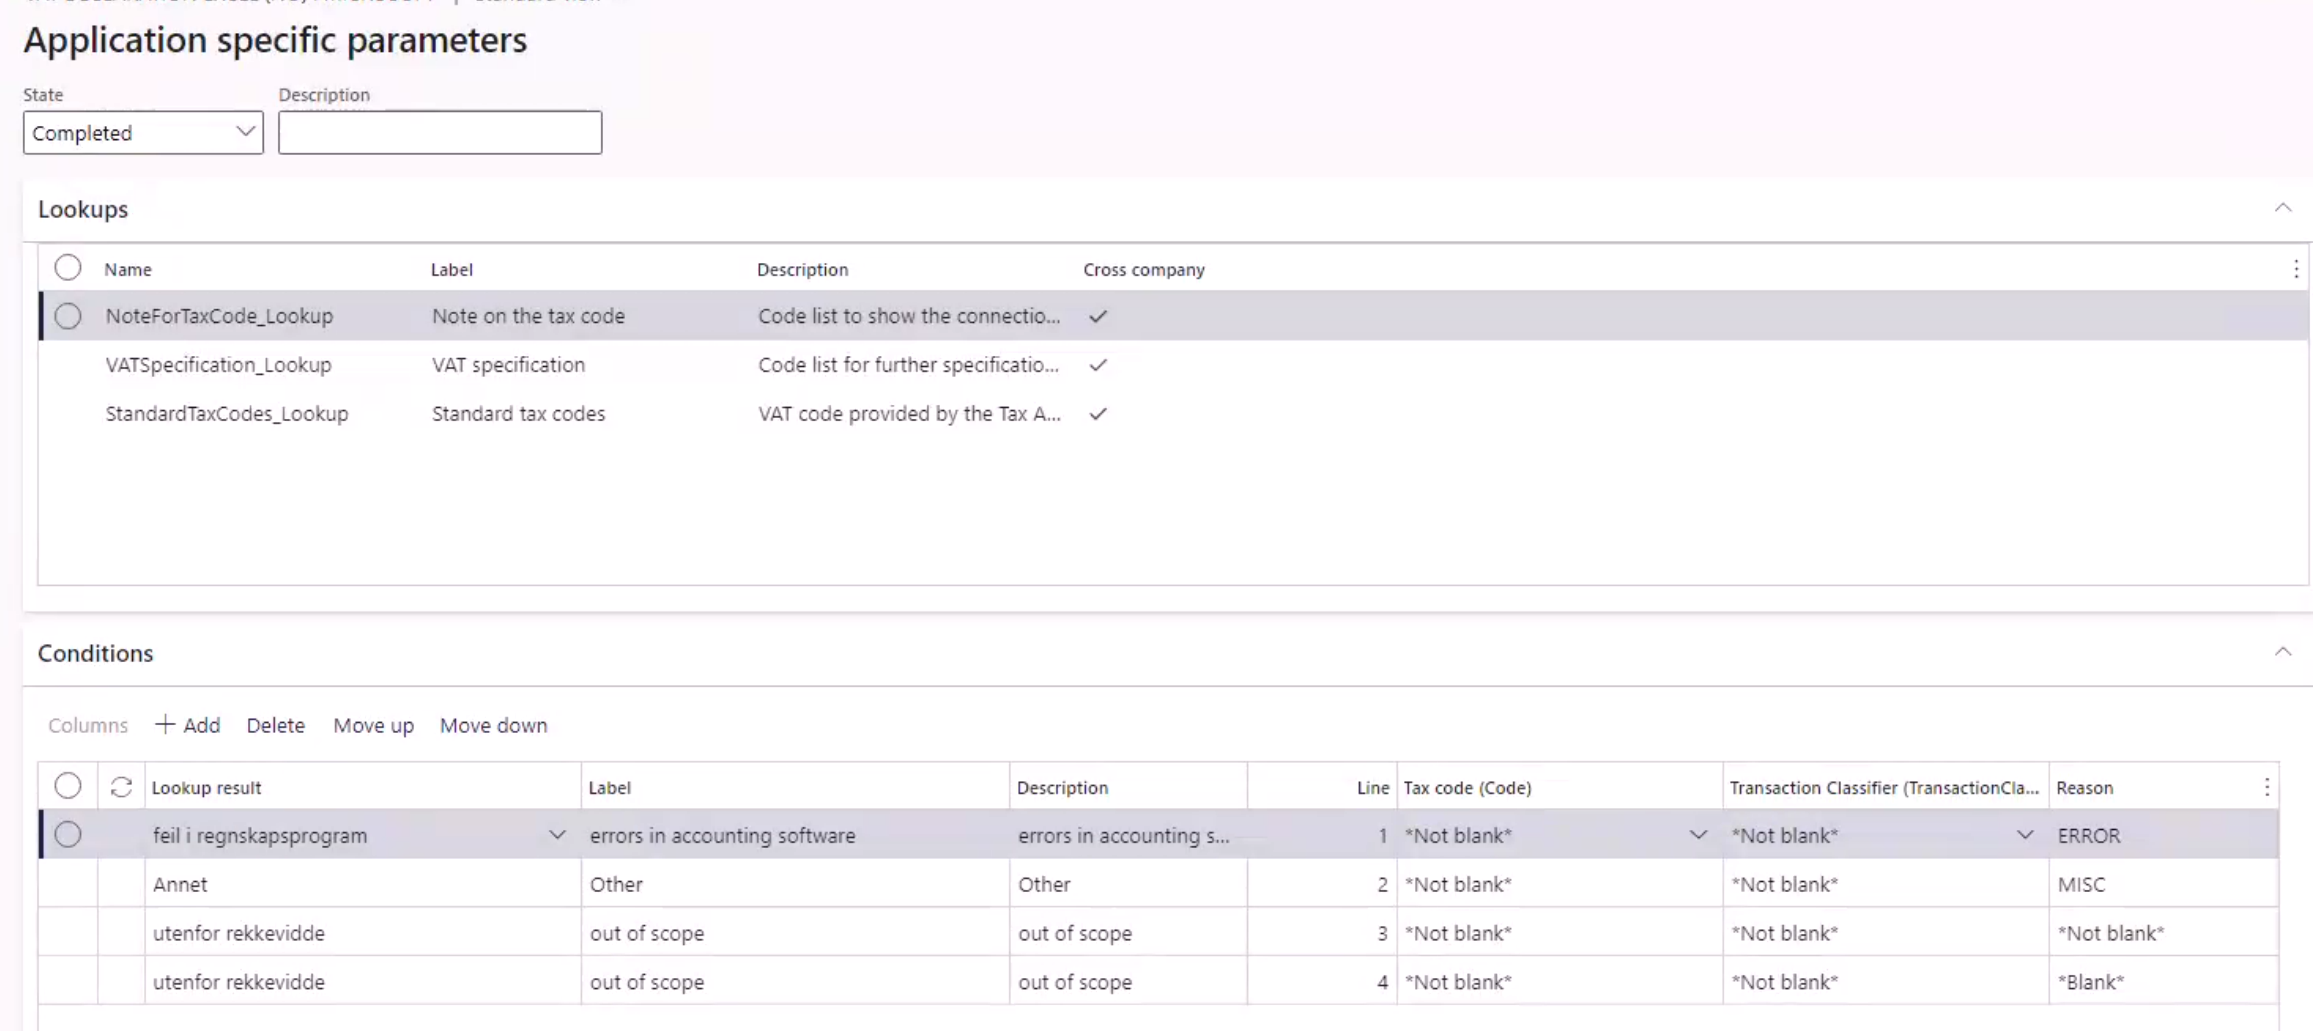 Application specific parameters
State
Description
Completed
Lookups
Name Label Description Cross company
NoteForTaxCode_Lookup Note on the tax code Code list to show the connectio...
VATSpecification_Lookup VAT specification Code list for further specificatio...
StandardTaxCodes_Lookup Standard tax codes VAT code provided by the Tax A...
Conditions
Columns Add Delete Move up Move down
Lookup result Label Description Line Tax code (Code) Transaction Classifier (TransactionCla... Reason
feil i regnskapsprogram errors in accounting software errors in accounting s... 1 *Not blank* *Not blank* ERROR
Annet Other Other 2 *Not blank* *Not blank* MISC
utenfor rekkevidde out of scope out of scope 3 *Not blank* *Not blank* *Not blank*
utenfor rekkevidde out of scope out of scope 4 *Not blank* *Not blank* *Blank*